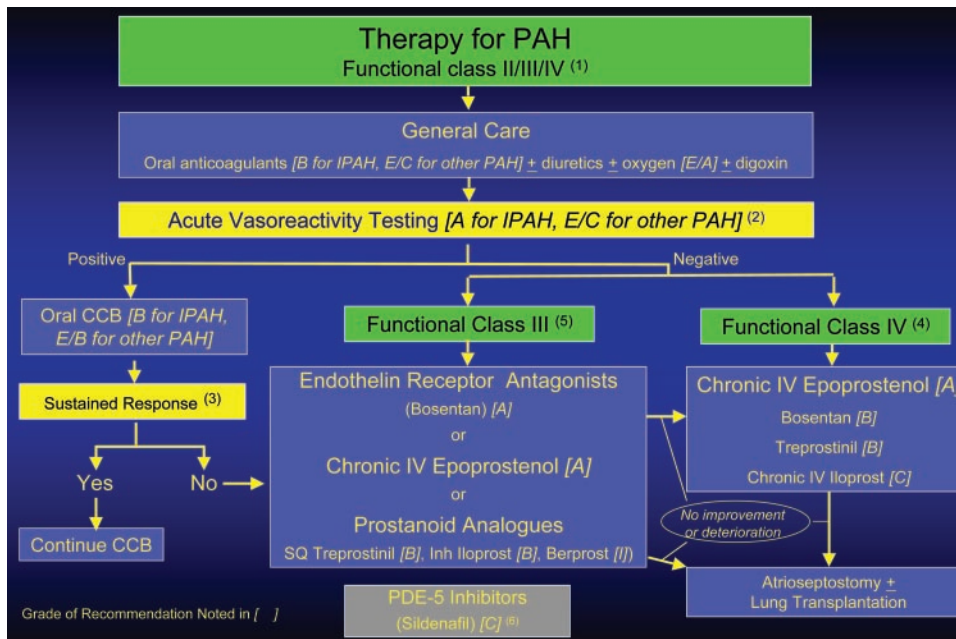 Therapy for PAH
Functional class II/III/IV (1)
General Care
Oral anticoagulants [B for IPAH, E/C for other PAH] ± diuretics ± oxygen [E/A] ± digoxin
Acute Vasoreactivity Testing [A for IPAH, E/C for other PAH] (2)
Positive
Negative
Oral CCB [B for IPAH,
E/B for other PAH]
Sustained Response (3)
Yes
No
Continue CCB
Functional Class III (5)
Endothelin Receptor Antagonists
(Bosentan) [A]
or
Chronic IV Epoprostenol [A]
or
Prostanoid Analogues
SQ Treprostinil [B], Inh Iloprost [B], Berprost [I])
Functional Class IV (4)
Chronic IV Epoprostenol [A]
Bosentan [B]
Treprostinil [B]
Chronic IV Iloprost [C]
No improvement
or deterioration
Atrioseptostomy ±
Lung Transplantation
PDE-5 Inhibitors
(Sildenafil) [C] (6)
Grade of Recommendation Noted in [ ]